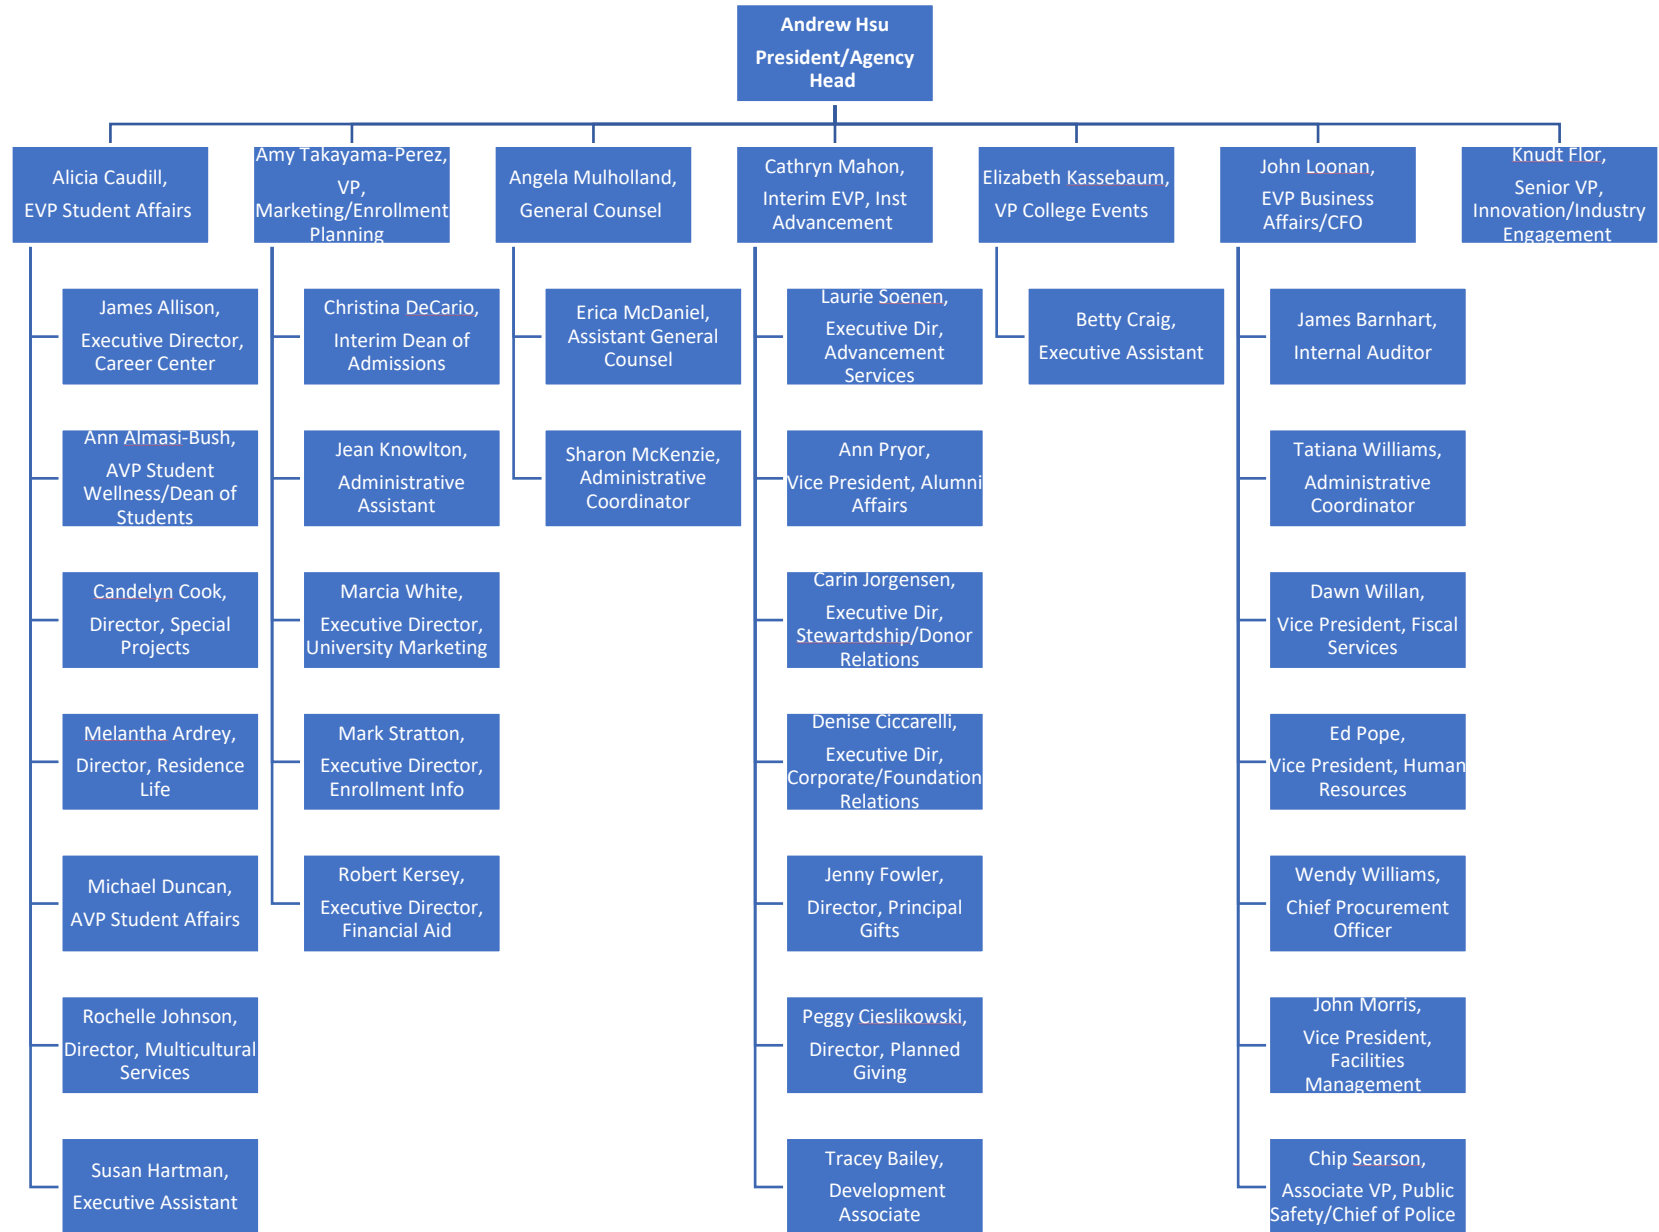 Andrew Hsu
President/Agency
Head
Alicia Caudill,
EVP Student Affairs
Amy Takayama-Perez,
VP,
Marketing/Enrollment
Planning
Angela Mulholland,
General Counsel
Cathryn Mahon,
Interim EVP, Inst
Advancement
Elizabeth Kassebaum,
VP College Events
John Loonan,
EVP Business
Affairs/CFO
Knudt Flor,
Senior VP,
Innovation/Industry
Engagement
James Allison,
Executive Director,
Career Center
Ann Almasi-Bush,
AVP Student
Wellness/Dean of
Students
Candelyn Cook,
Director, Special
Projects
Melantha Ardrey,
Director, Residence
Life
Michael Duncan,
AVP Student Affairs
Rochelle Johnson,
Director, Multicultural
Services
Susan Hartman,
Executive Assistant
Christina DeCario,
Interim Dean of
Admissions
Jean Knowlton,
Administrative
Assistant
Marcia White,
Executive Director,
University Marketing
Mark Stratton,
Executive Director,
Enrollment Info
Robert Kersey,
Executive Director,
Financial Aid
Erica McDaniel,
Assistant General
Counsel
Sharon McKenzie,
Administrative
Coordinator
Laurie Soenen,
Executive Dir,
Advancement
Services
Ann Pryor,
Vice President, Alumni
Affairs
Carin Jorgensen,
Executive Dir,
Stewartdship/Donor
Relations
Denise Ciccarelli,
Executive Dir,
Corporate/Foundation
Relations
Jenny Fowler,
Director, Principal
Gifts
Peggy Cieslikowski,
Director, Planned
Giving
Tracey Bailey,
Development
Associate
Betty Craig,
Executive Assistant
James Barnhart,
Internal Auditor
Tatiana Williams,
Administrative
Coordinator
Dawn Willan,
Vice President, Fiscal
Services
Ed Pope,
Vice President, Human
Resources
Wendy Williams,
Chief Procurement
Officer
John Morris,
Vice President,
Facilities
Management
Chip Searson,
Associate VP, Public
Safety/Chief of Police